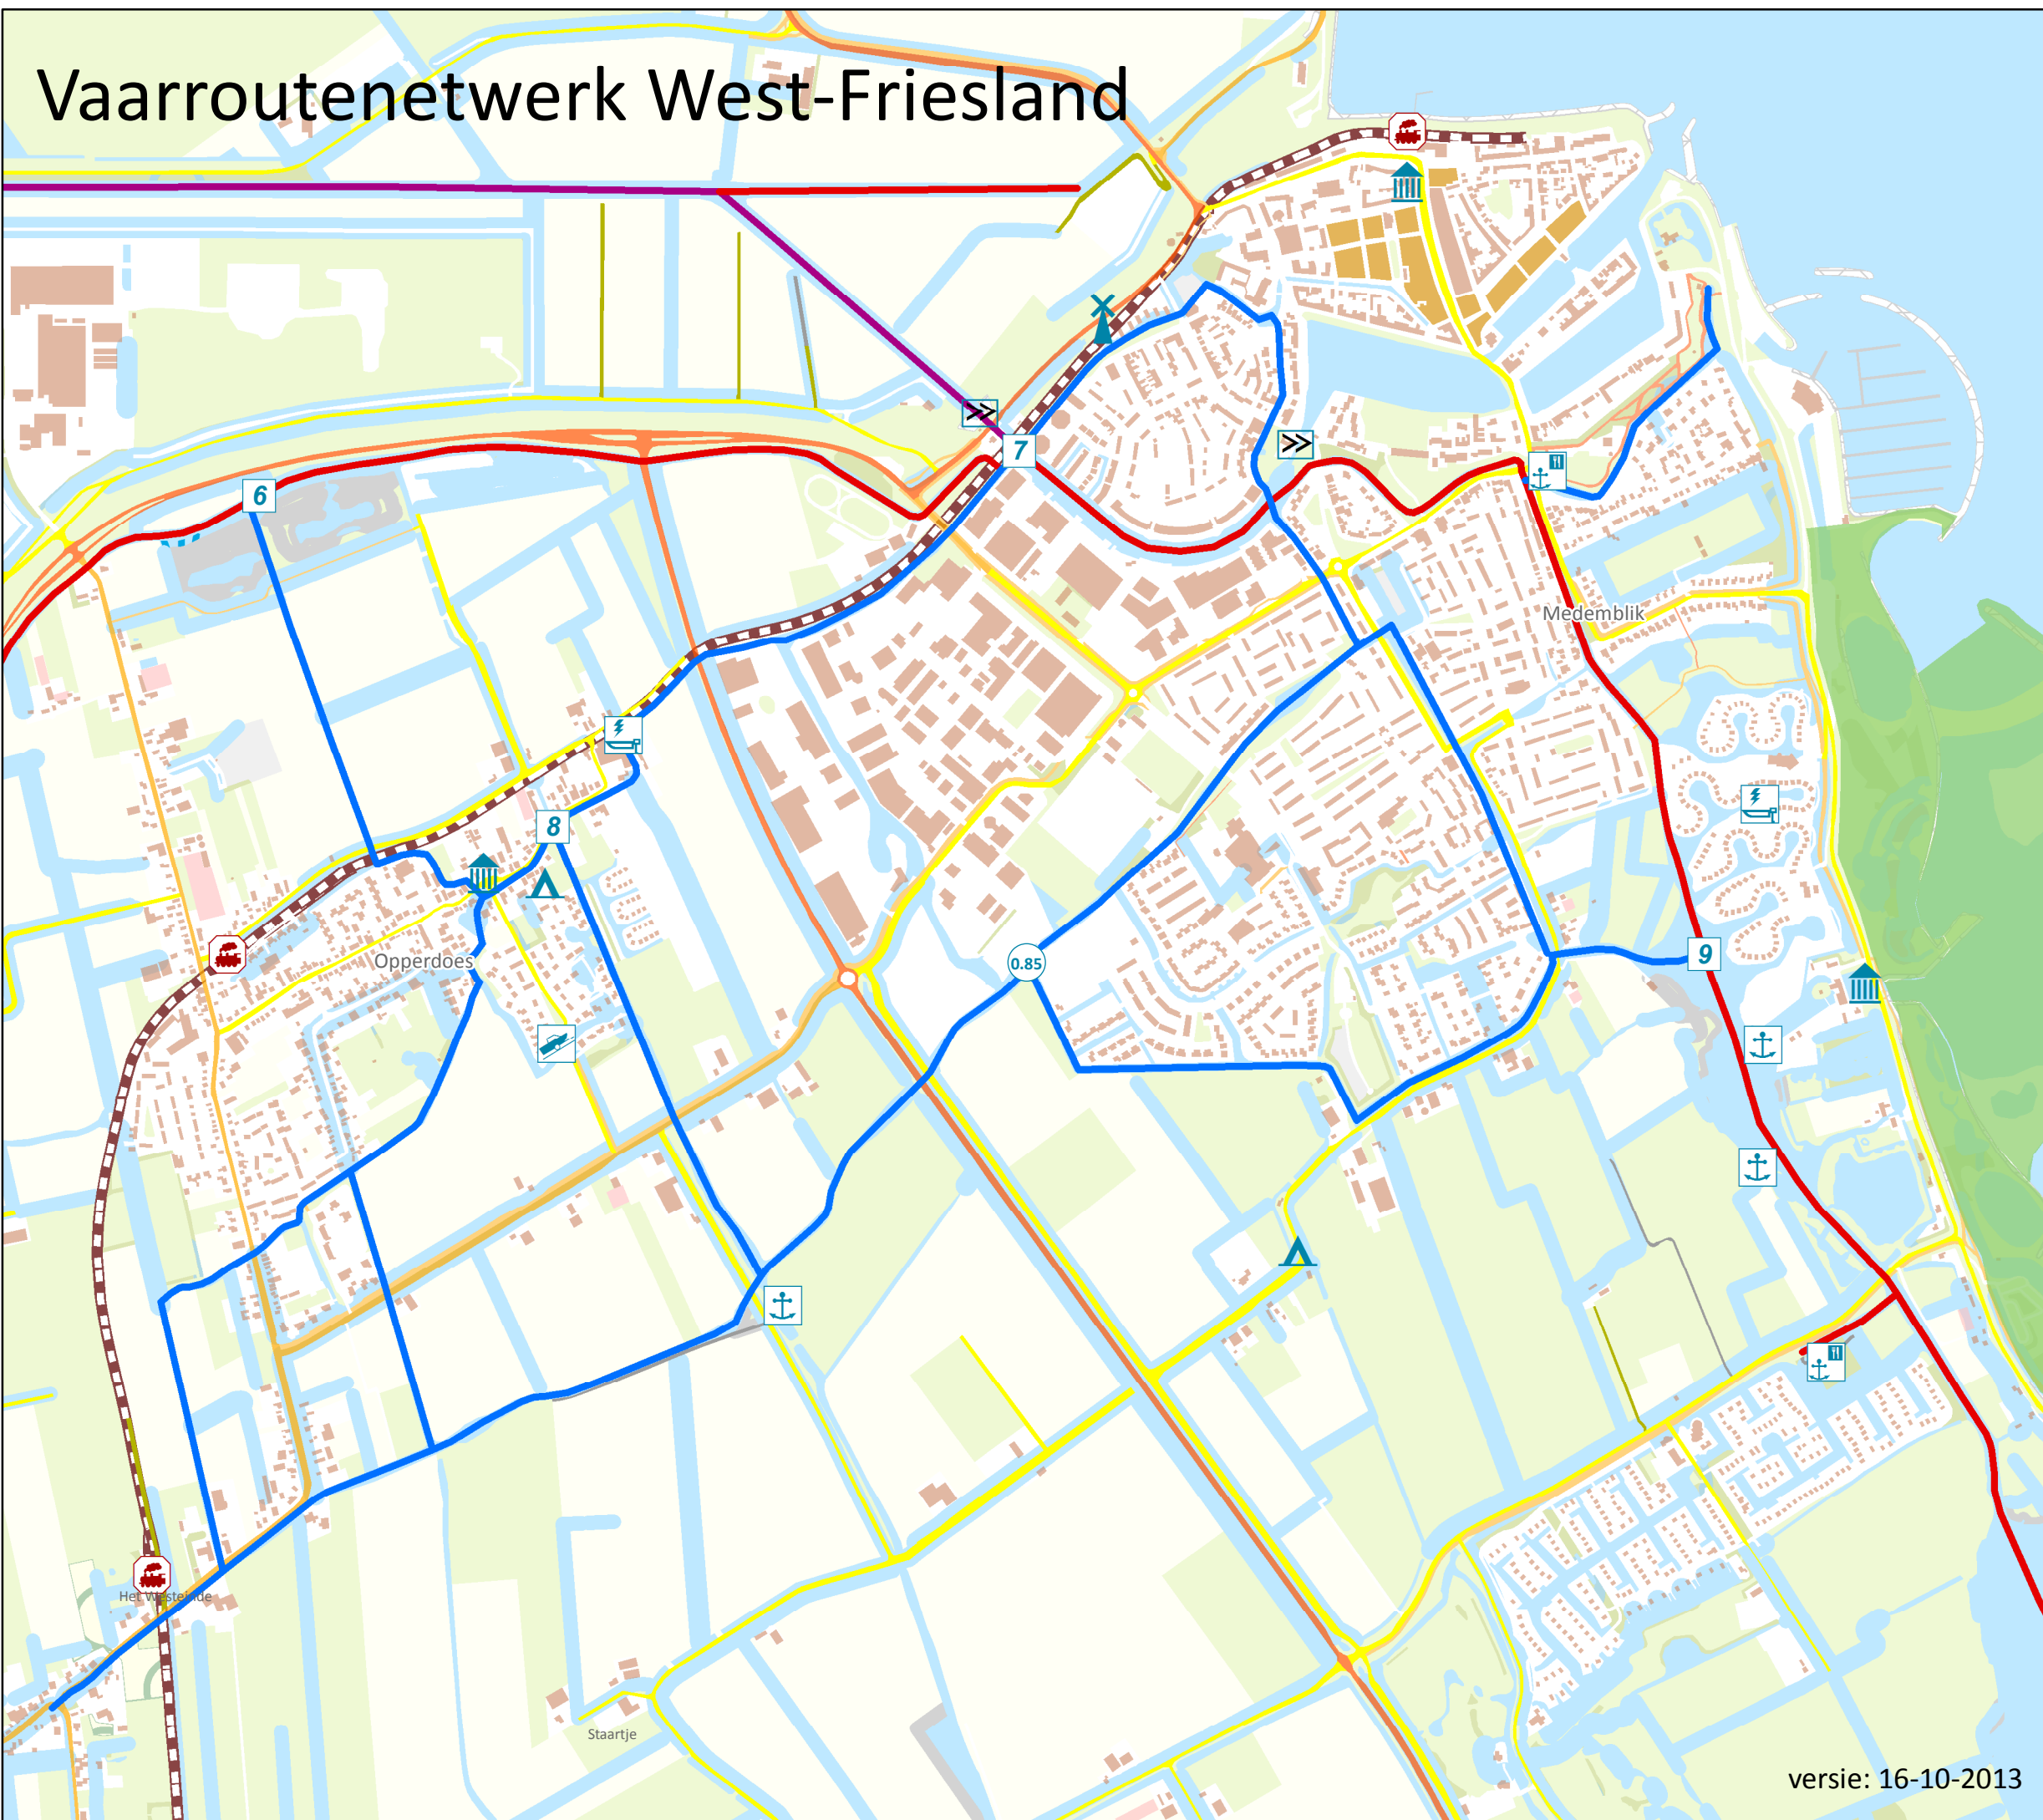 Vaarroutenetwerk West-Friesland
7
6
Medemblik
8
9
Opperdoes
0.85
Het Westeinde
Staartje
versie: 16-10-2013